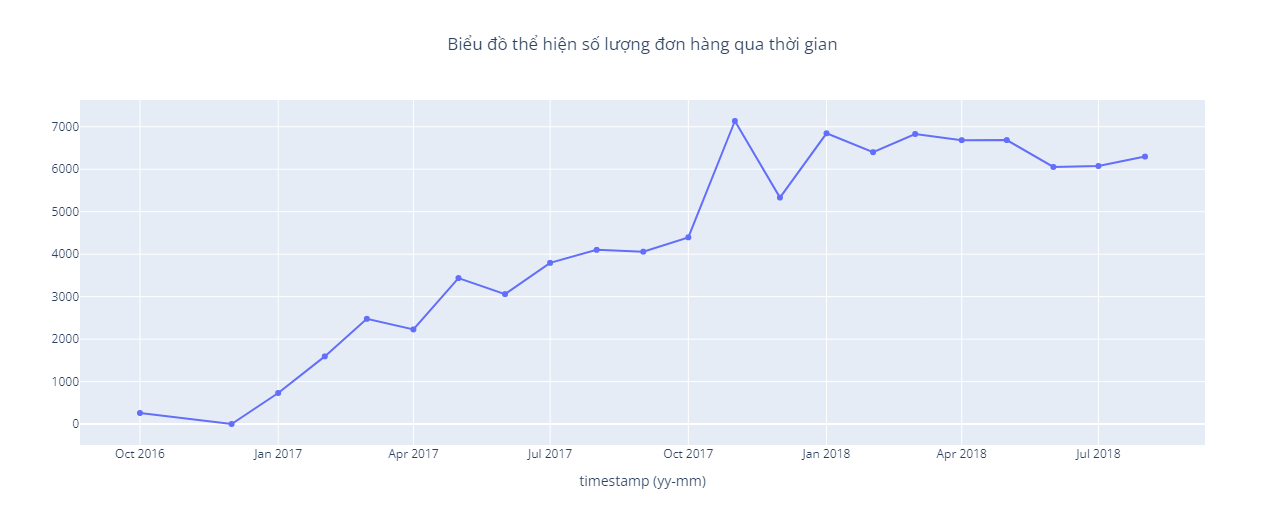 Biểu đồ thể hiện số lượng đơn hàng qua thời gian
7000
6000
5000
4000
3000
2000
1000
0
Oct 2016 Jan 2017 Apr 2017 Jul 2017 Oct 2017 Jan 2018 Apr 2018 Jul 2018
timestamp (yy-mm)